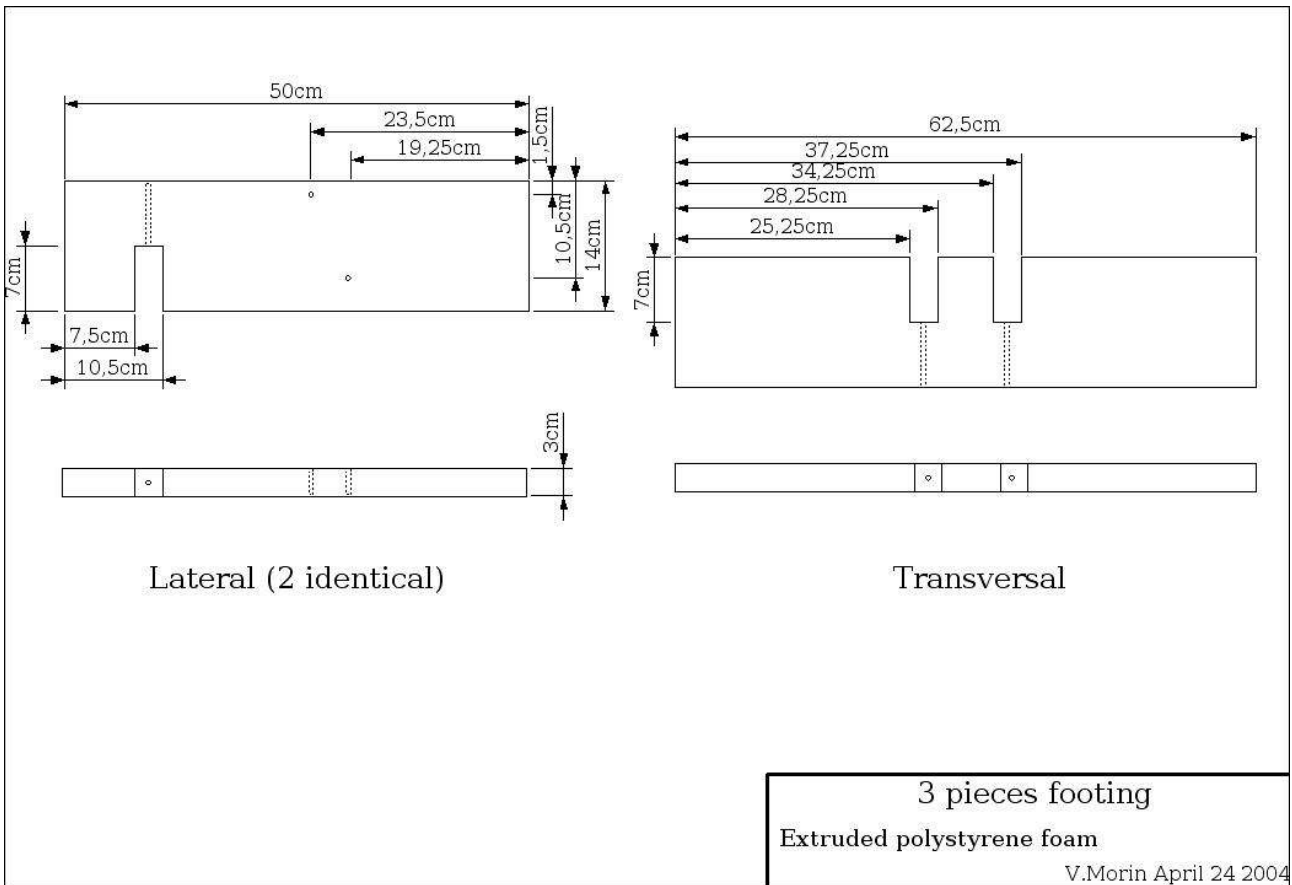 50cm
23,5cm
19,25cm
1,5cm
10,5cm
14cm
7cm
7,5cm
10,5cm
3cm
Lateral (2 identical)
62,5cm
37,25cm
34,25cm
28,25cm
25,25cm
7cm
Transversal
3 pieces footing
Extruded polystyrene foam
V.Morin April 24 2004